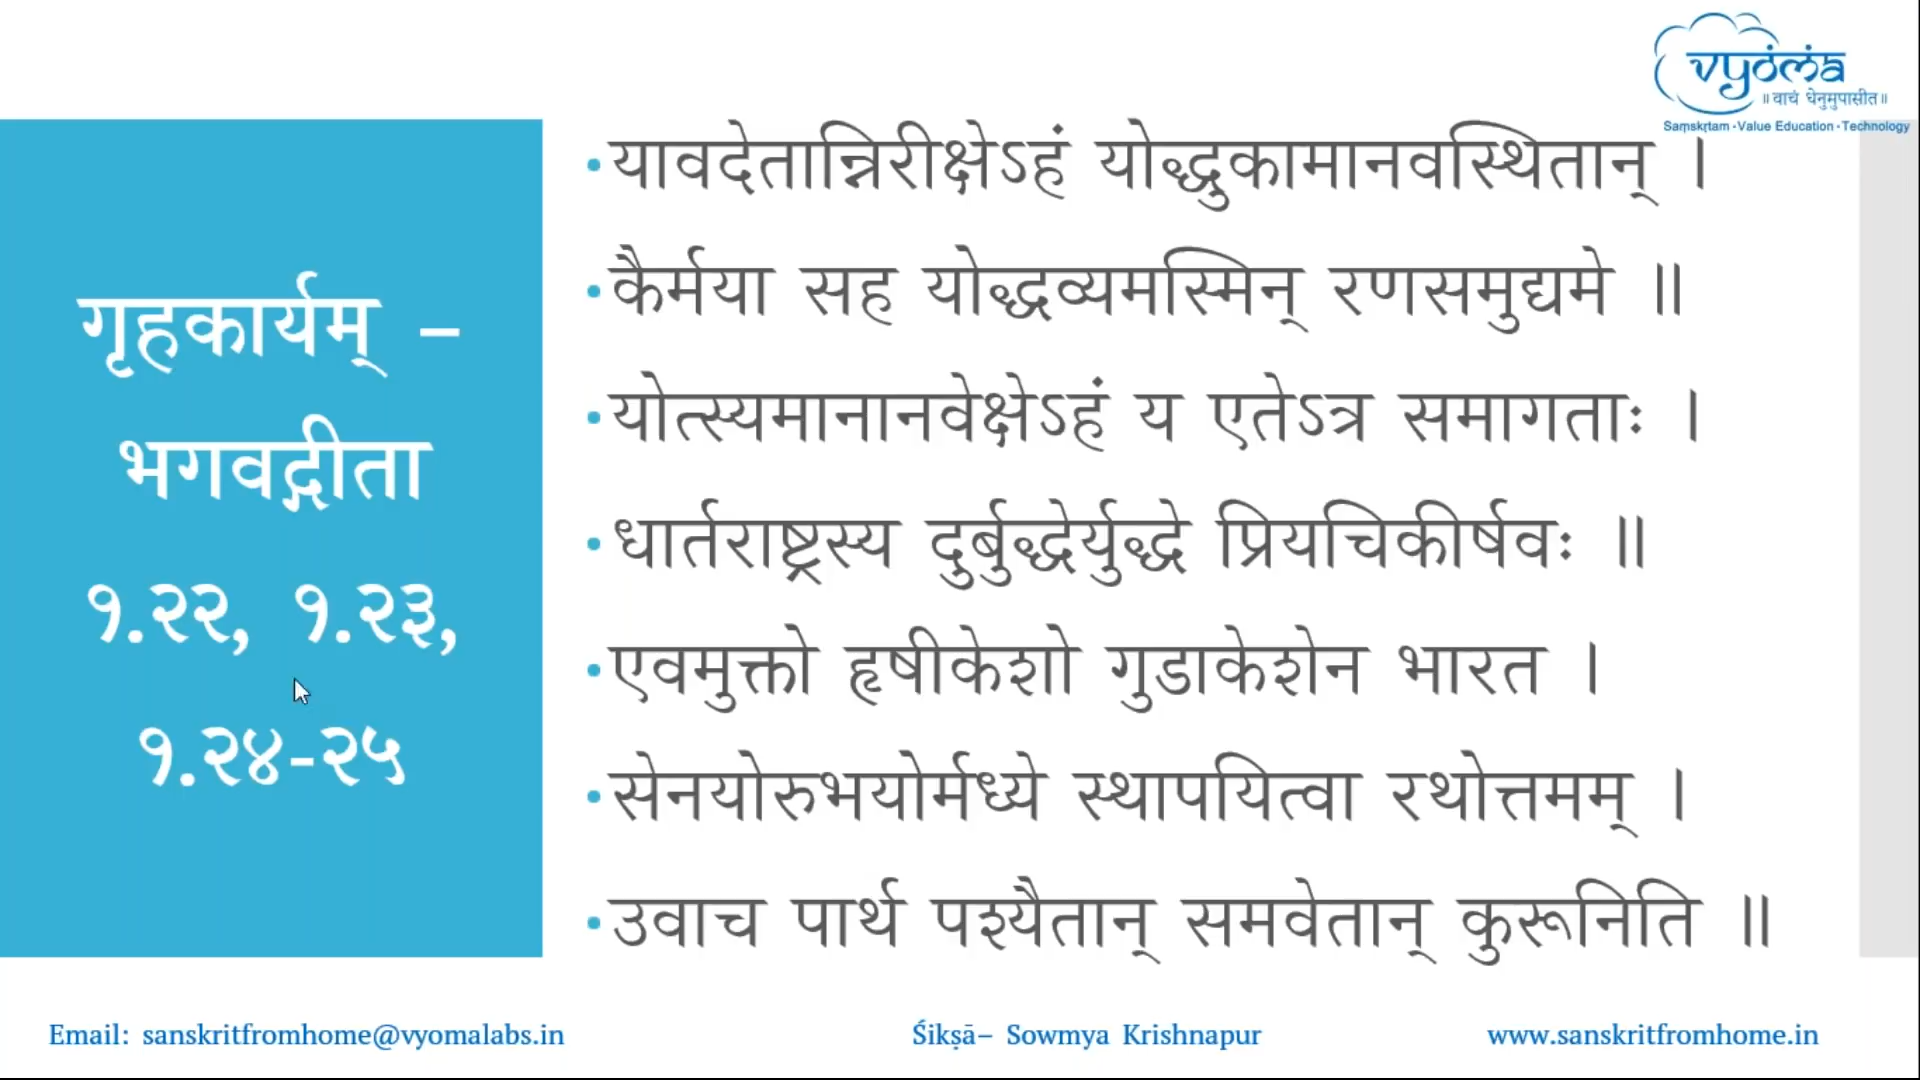 vyoma
॥वाचं धेनुमुपासीत॥
Saṃskṛtam - Value Education - Technology
गृहकार्यम् –
भगवद्गीता
१.२२, १.२३,
१.२४-२५
• यावदेतान्निरीक्षेऽहं योद्धुकामानवस्थितान् ।
• कैर्मया सह योद्धव्यमस्मिन् रणसमुद्यमे ॥
• योत्स्यमानानवेक्षेऽहं य एतेऽत्र समागताः ।
• धार्तराष्ट्रस्य दुर्बुद्धेर्युद्धे प्रियचिकीर्षवः ॥
• एवमुक्तो हृषीकेशो गुडाकेशेन भारत ।
• सेनयोरुभयोर्मध्ये स्थापयित्वा रथोत्तमम् ।
• उवाच पार्थ पश्यैतान् समवेतान् कुरूनिति ॥
Email: sanskritfromhome@vyomalabs.in
Śikṣā– Sowmya Krishnapur
www.sanskritfromhome.in